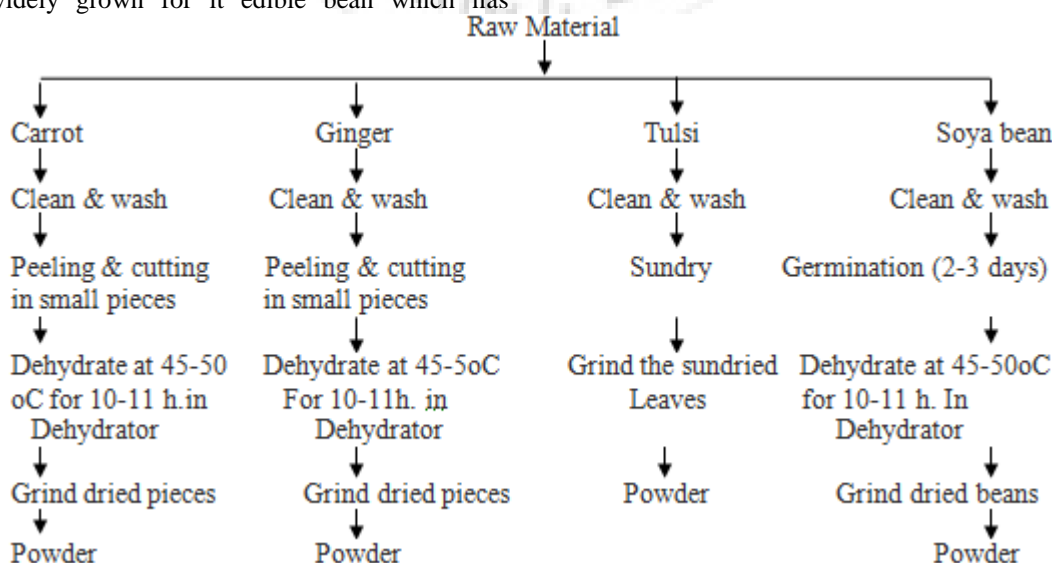 videly grown for it edible bean which has
Raw Material
Carrot
Ginger
Tulsi
Soya bean
Clean & wash
Clean & wash
Clean & wash
Clean & wash
Peeling & cutting
in small pieces
Peeling & cutting
in small pieces
Sundry
Germination (2-3 days)
Dehydrate at 45-50
oC for 10-11 h.in
Dehydrator
Dehydrate at 45-5oC
For 10-11h. in
Dehydrator
Grind the sundried
Leaves
Dehydrate at 45-50oC
for 10-11 h. In
Dehydrator
Grind dried pieces
Grind dried pieces
Powder
Grind dried beans
Powder
Powder
Powder